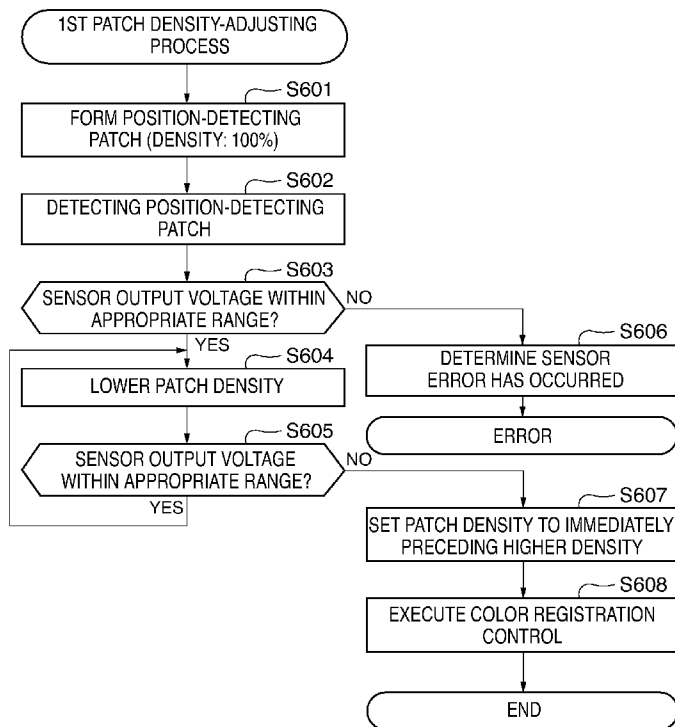 1ST PATCH DENSITY-ADJUSTING
PROCESS
S601
FORM POSITION-DETECTING
PATCH (DENSITY: 100%)
S602
DETECTING POSITION-DETECTING
PATCH
S603
SENSOR OUTPUT VOLTAGE WITHIN
APPROPRIATE RANGE?
NO
YES
S604
LOWER PATCH DENSITY
S605
SENSOR OUTPUT VOLTAGE
WITHIN APPROPRIATE RANGE?
NO
YES
S606
DETERMINE SENSOR
ERROR HAS OCCURRED
ERROR
S607
SET PATCH DENSITY TO IMMEDIATELY
PRECEDING HIGHER DENSITY
S608
EXECUTE COLOR REGISTRATION
CONTROL
END